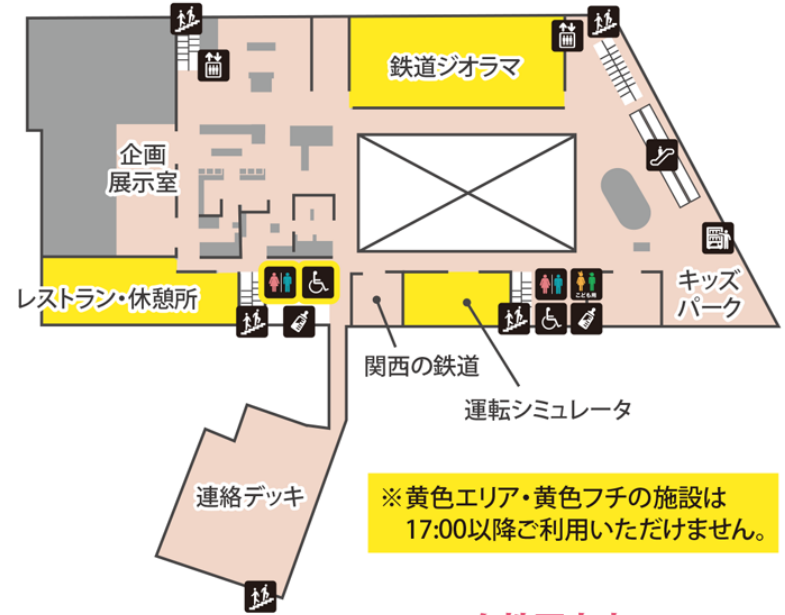 鉄道ジオラマ
企画
展示室
レストラン・休憩所
こども用
キッズ
パーク
関西の鉄道
運転シミュレータ
連絡デッキ
※黄色エリア・黄色フチの施設は
17:00以降ご利用いただけません。